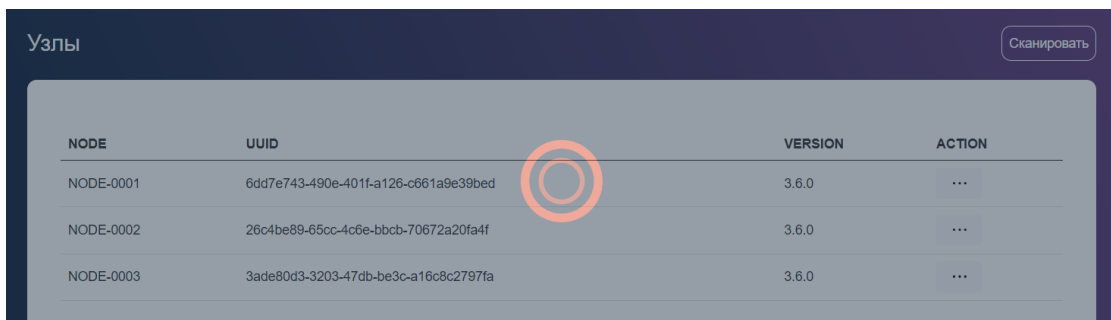 Узлы
Сканировать
NODE UUID VERSION ACTION
NODE-0001 6dd7e743-490e-401f-a126-c661a9e39bed 3.6.0 ...
NODE-0002 26c4be89-65cc-4c6e-bbcb-70672a20fa4f 3.6.0 ...
NODE-0003 3ade80d3-3203-47db-be3c-a16c8c2797fa 3.6.0 ...